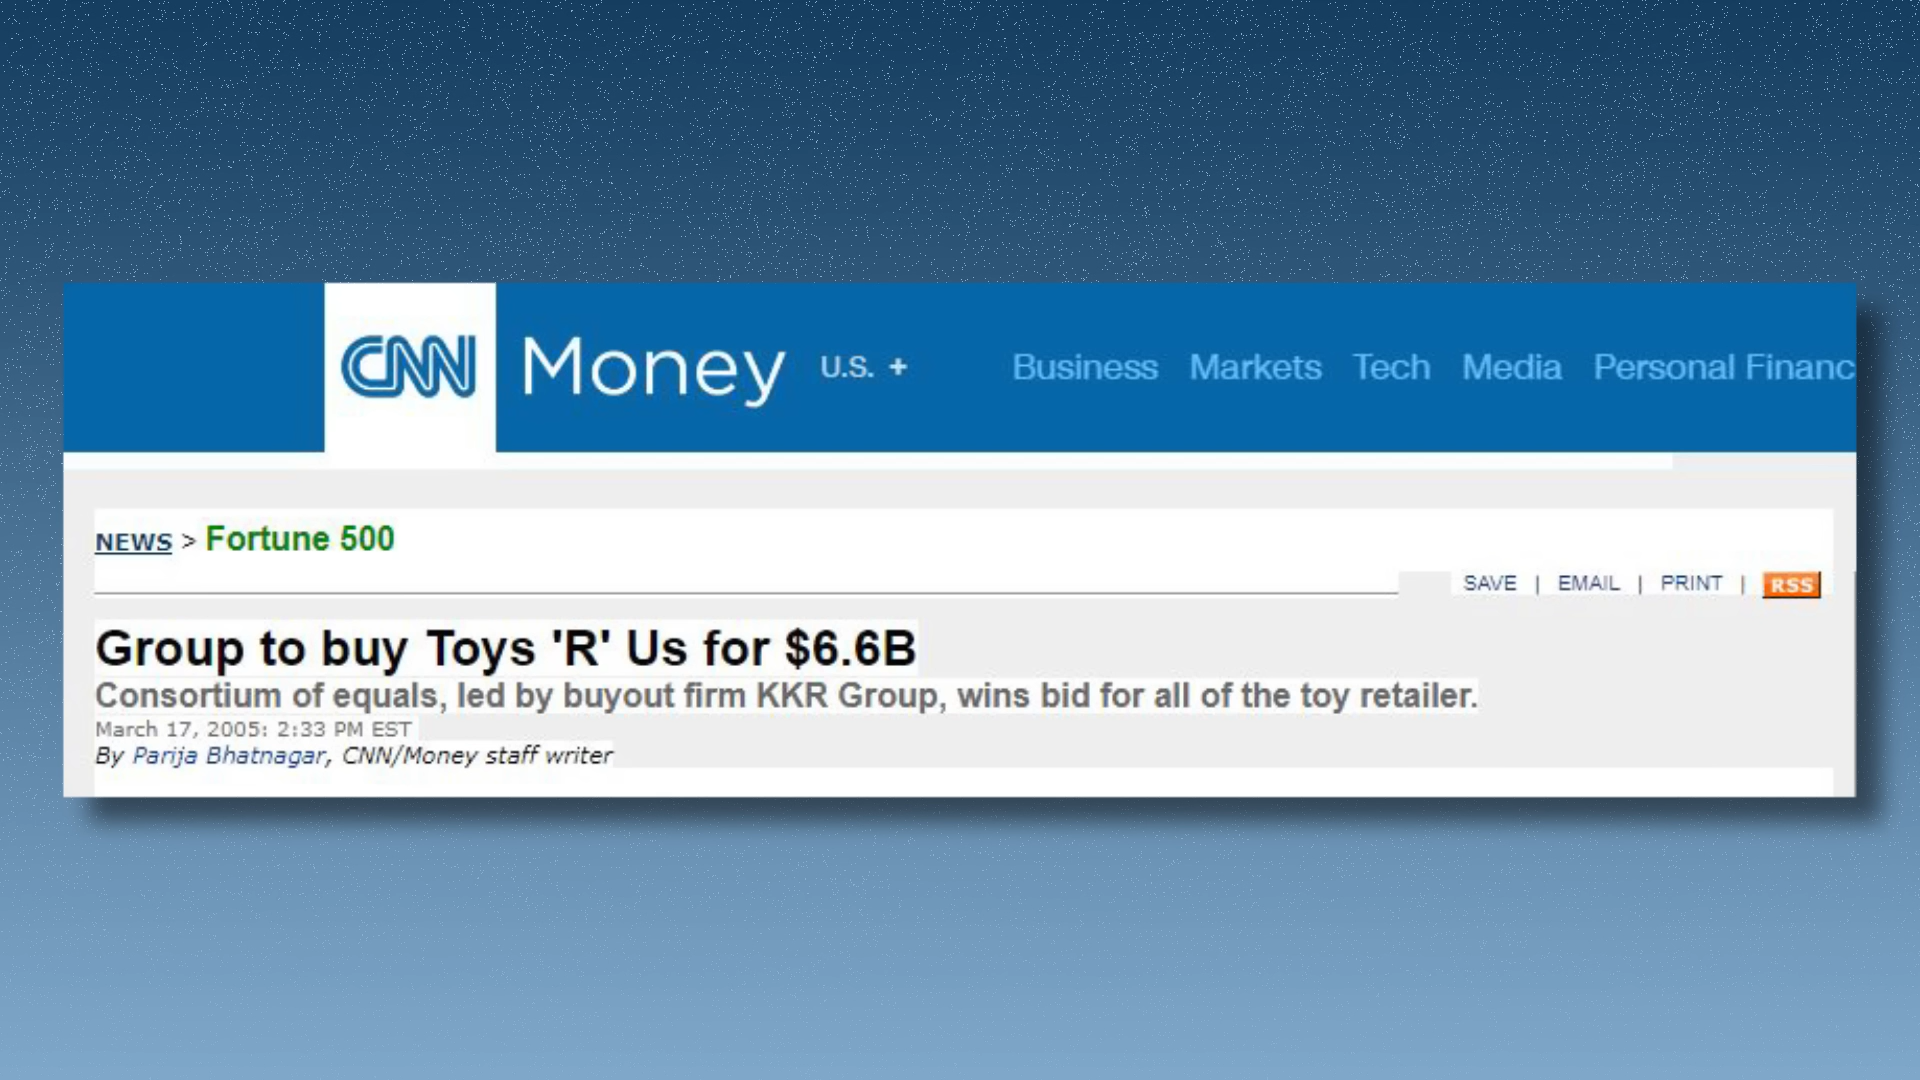 CNN Money U.S. + Business Markets Tech Media Personal Financ
NEWS > Fortune 500
SAVE | EMAIL | PRINT | RSS
Group to buy Toys 'R' Us for $6.6B
Consortium of equals, led by buyout firm KKR Group, wins bid for all of the toy retailer.
March 17, 2005: 2:33 PM EST
By Parija Bhatnagar, CNN/Money staff writer